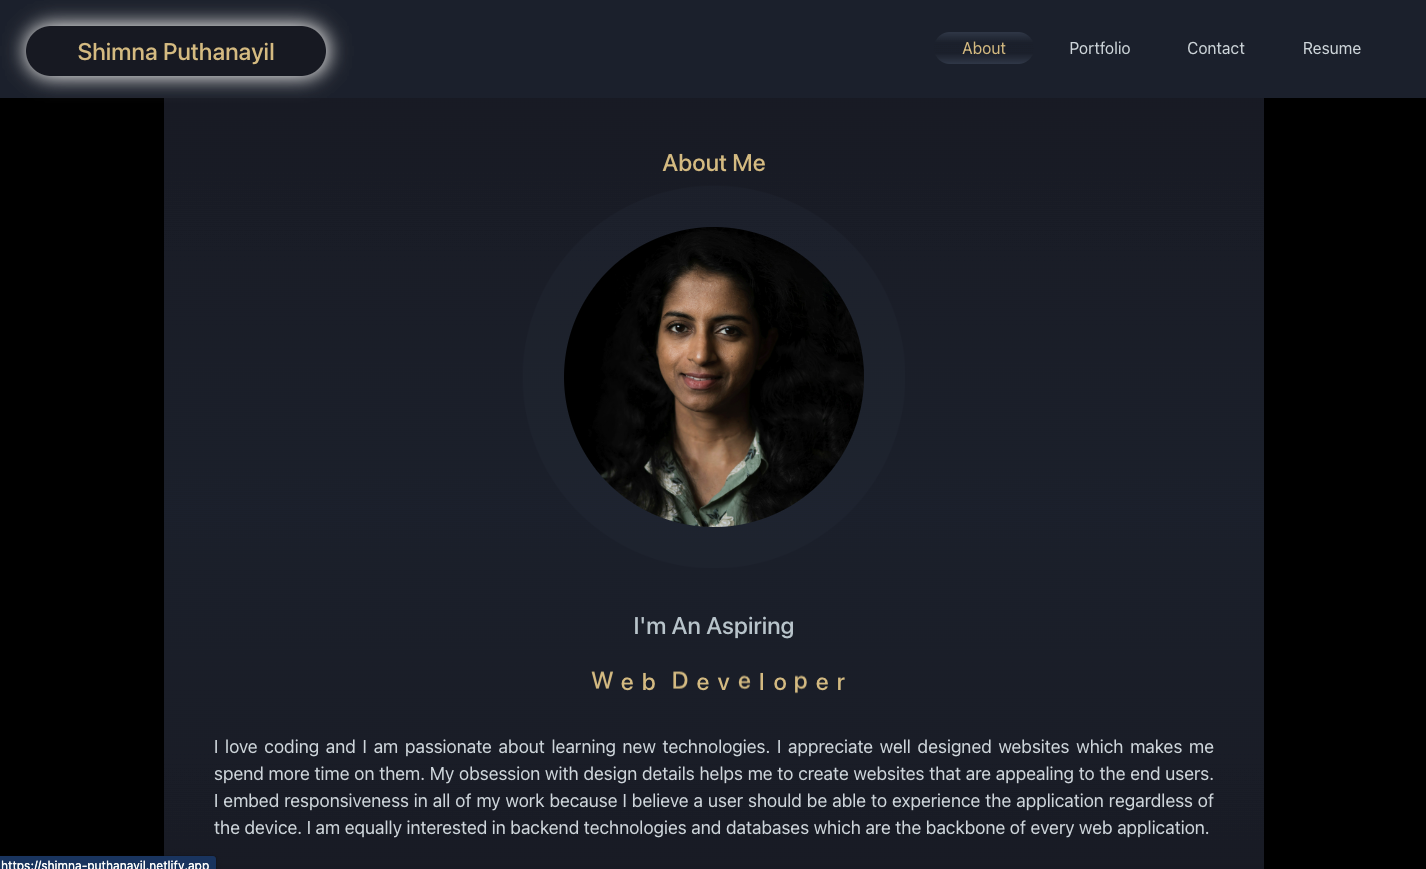 Shimna Puthanayil
About Portfolio Contact Resume
About Me
I'm An Aspiring
Web Developer
I love coding and I am passionate about learning new technologies. I appreciate well designed websites which makes me
spend more time on them. My obsession with design details helps me to create websites that are appealing to the end users.
I embed responsiveness in all of my work because I believe a user should be able to experience the application regardless of
the device. I am equally interested in backend technologies and databases which are the backbone of every web application.
https://shimna-puthanayil.netlify.app